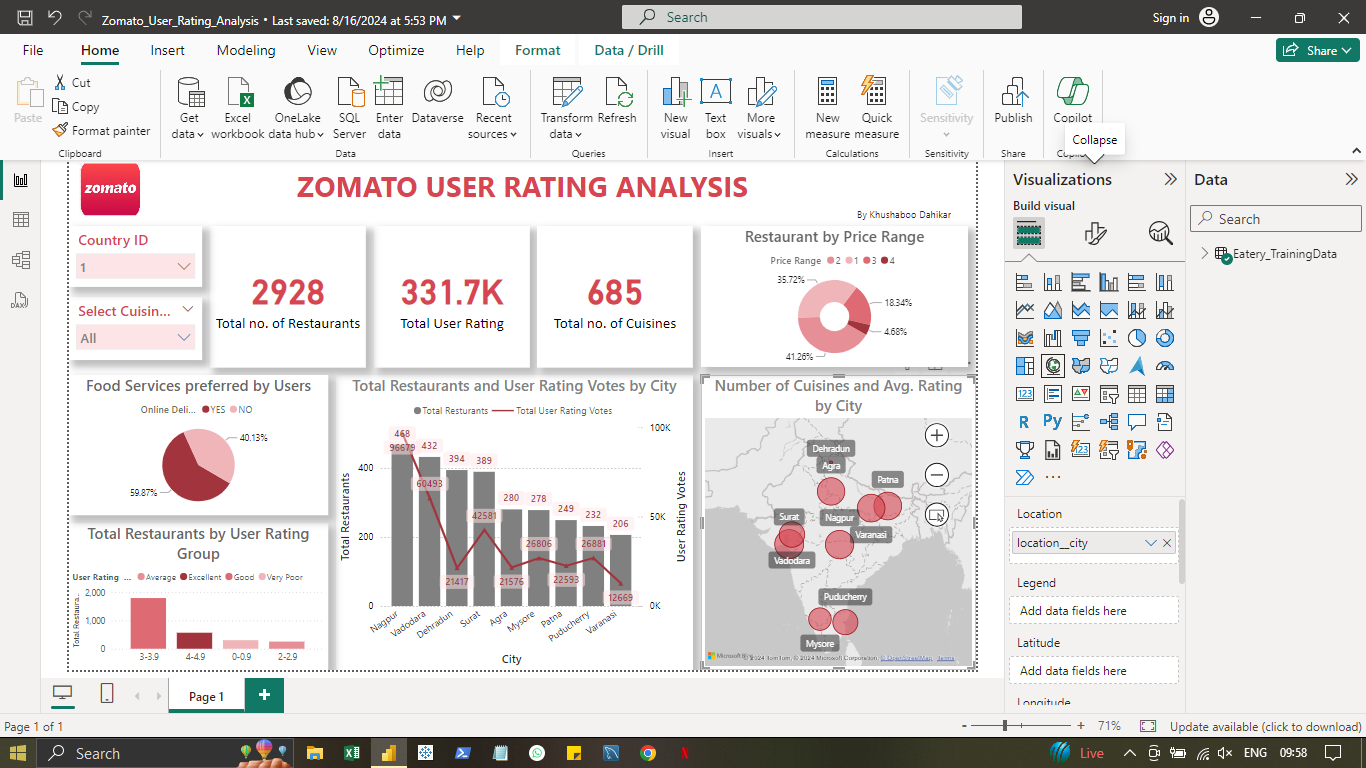 Zomato_User_Rating_Analysis • Last saved: 8/16/2024 at 5:53 PM
Search
Sign in
File Home Insert Modeling View Optimize Help Format Data / Drill
Share
Paste
Cut
Copy
Format painter
Clipboard
Get data
Excel workbook
OneLake data hub
SQL Server
Enter data
Dataverse
Recent sources
Data
Transform data
Refresh
Queries
New visual
Text box
More visuals
Insert
New measure
Quick measure
Calculations
Sensitivity
Sensitivity
Publish
Share
Copilot
Collapse
zomato
ZOMATO USER RATING ANALYSIS
By Khushaboo Dahikar
Country ID
1
Select Cuisin...
All
2928
Total no. of Restaurants
331.7K
Total User Rating
685
Total no. of Cuisines
Restaurant by Price Range
Price Range 2 1 3 4
35.72%
18.34%
4.68%
41.26%
Food Services preferred by Users
Online Deli... YES NO
40.13%
59.87%
Total Restaurants by User Rating Group
User Rating ... Average Excellent Good Very Poor
Total Restaura...
2,000
1,000
0
3-3.9 4-4.9 0-0.9 2-2.9
Total Restaurants and User Rating Votes by City
Total Resturants Total User Rating Votes
Total Restaurants
400
200
0
468 432 394 389 280 278 249 232 206
96679 60493 21417 42581 21576 26806 22593 26881 12669
100K
50K
0K
User Rating Votes
Nagpur Vadodara Dehradun Surat Agra Mysore Patna Puducherry Varanasi
City
Number of Cuisines and Avg. Rating by City
Dehradun
Agra
Patna
Surat
Nagpur
Varanasi
Vadodara
Puducherry
Mysore
© 2024 TomTom, © 2024 Microsoft Corporation, © OpenStreetMap Terms
Visualizations
Build visual
123
R
Py
123
...
Location
location__city
Legend
Add data fields here
Latitude
Add data fields here
Longitude
Data
Search
Eatery_TrainingData
Page 1
Page 1 of 1
- + 71%
Update available (click to download)
Search
Live
ENG
09:58